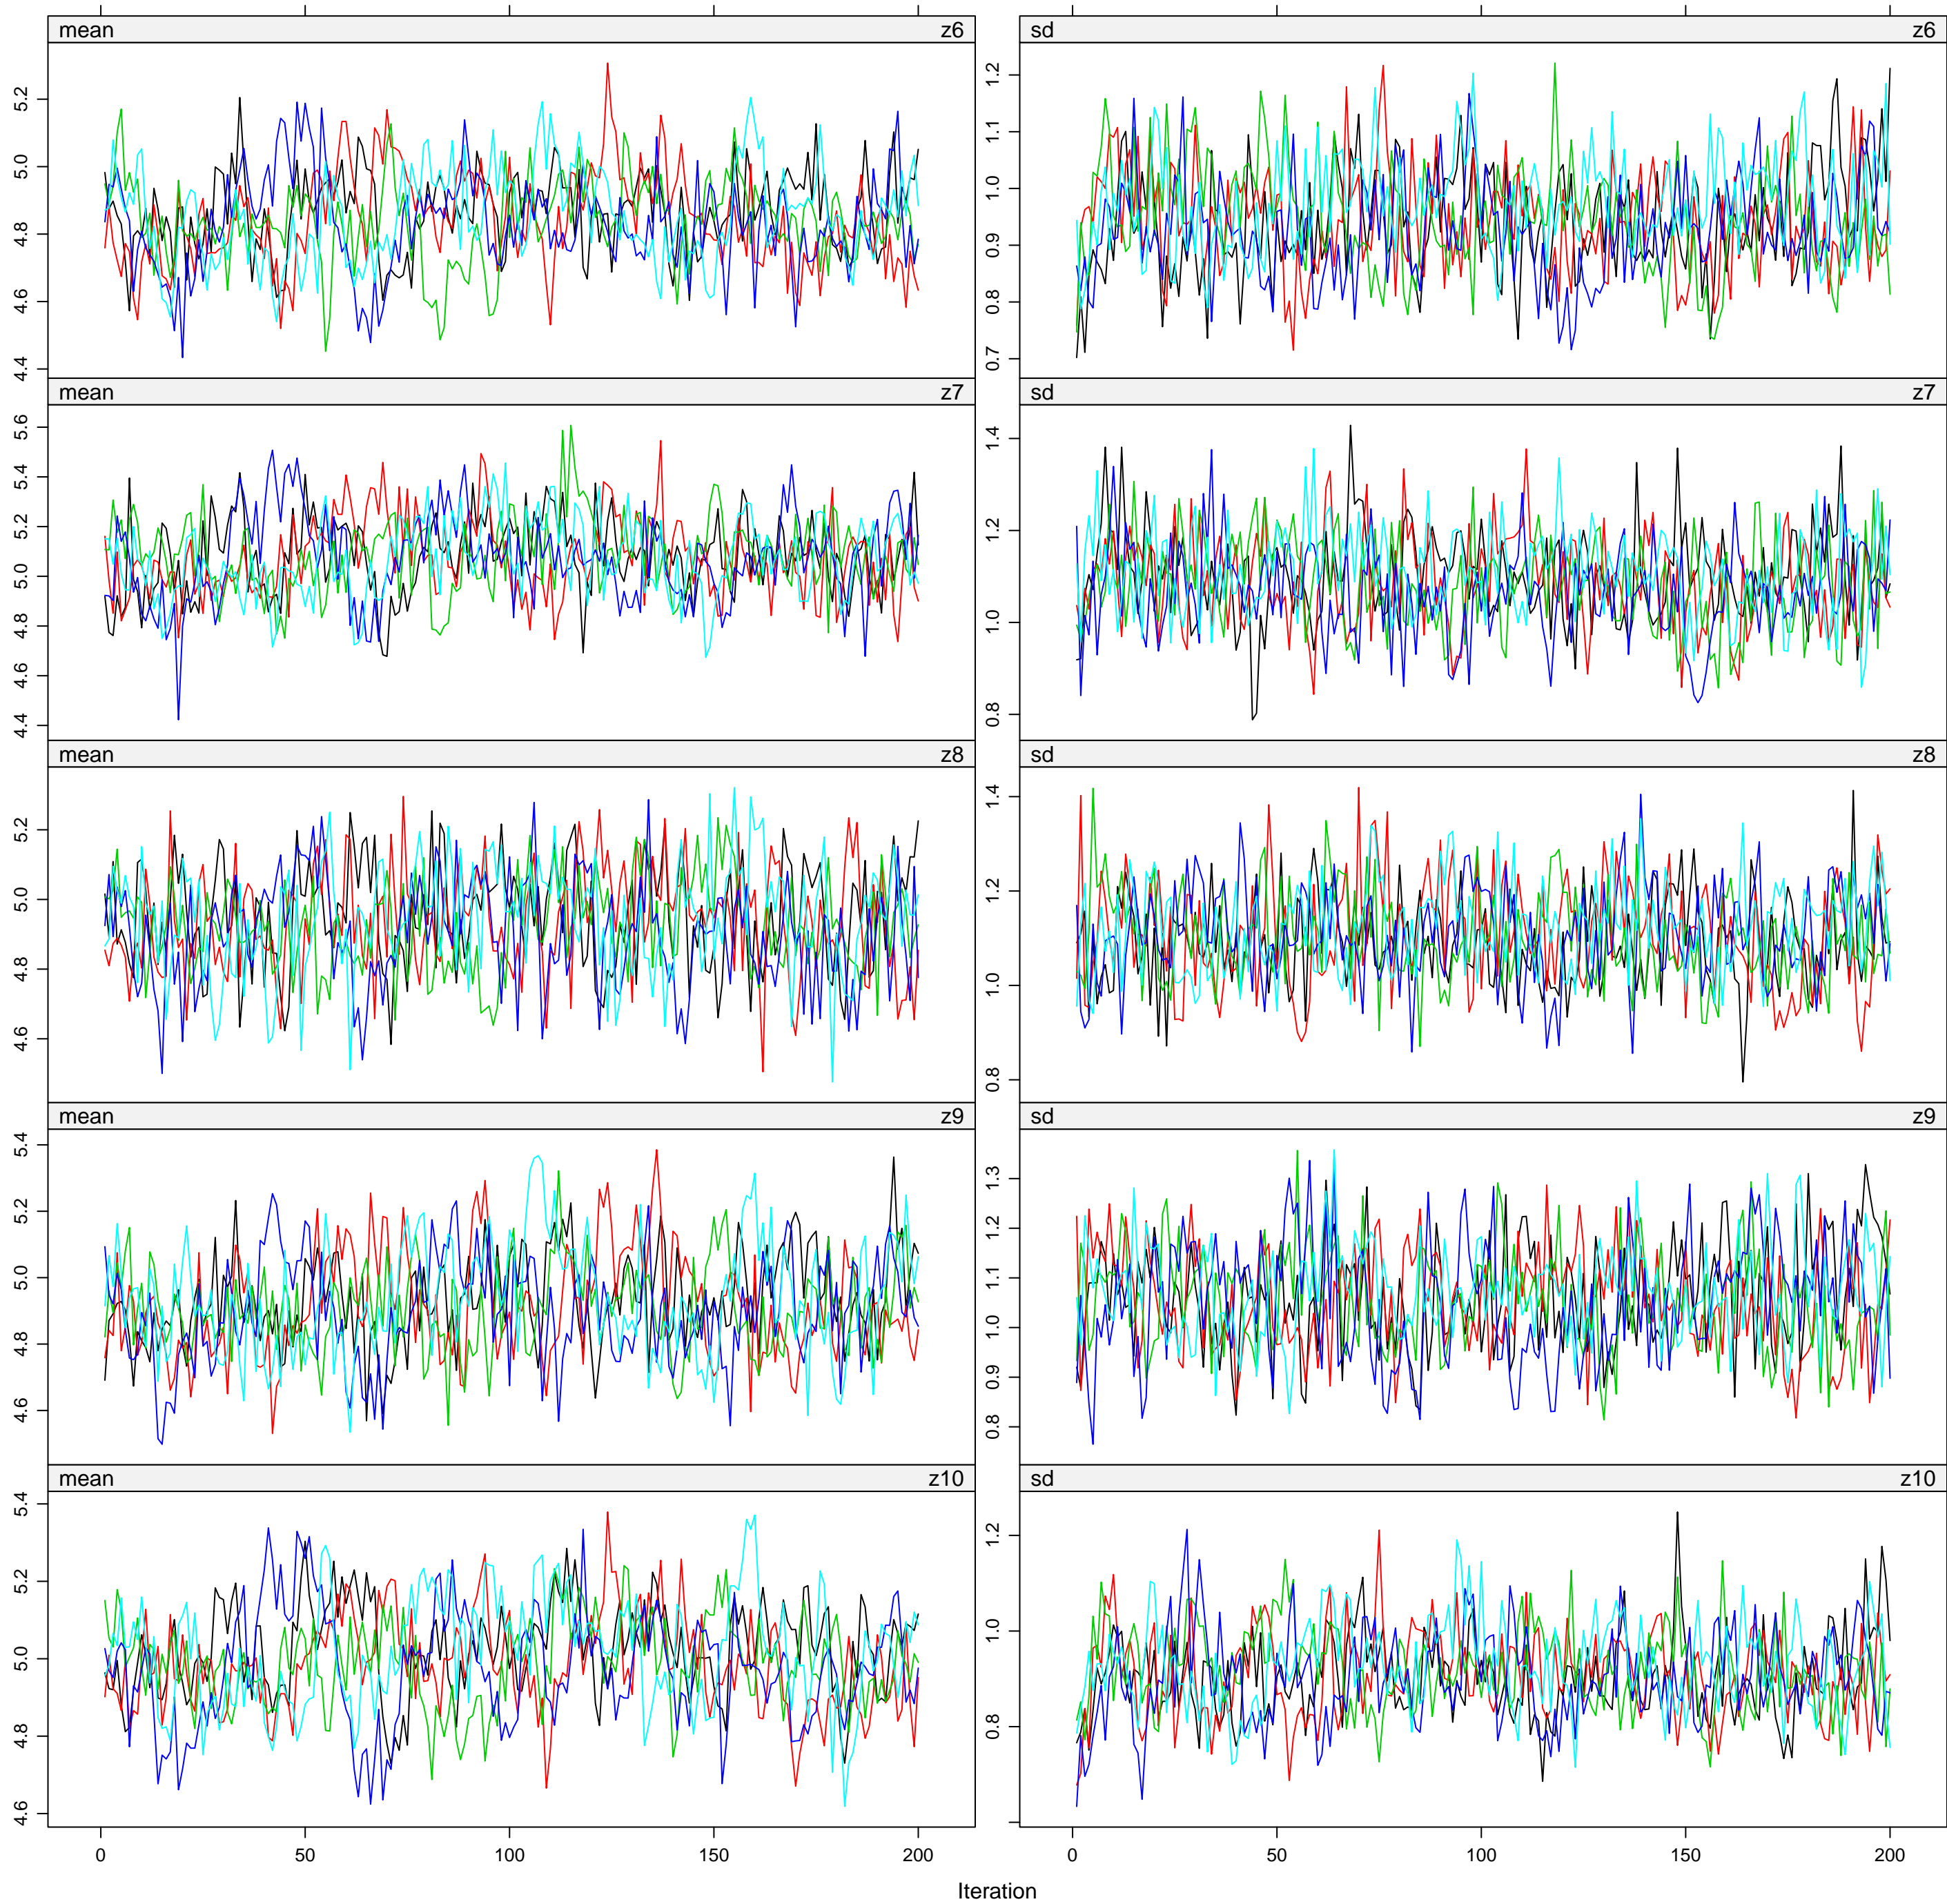 mean z6
4.4 4.6 4.8 5.0 5.2
sd z6
0.7 0.8 0.9 1.0 1.1 1.2
mean z7
4.4 4.6 4.8 5.0 5.2 5.4 5.6
sd z7
0.8 1.0 1.2 1.4
mean z8
4.6 4.8 5.0 5.2
sd z8
0.8 1.0 1.2 1.4
mean z9
4.6 4.8 5.0 5.2 5.4
sd z9
0.8 0.9 1.0 1.1 1.2 1.3
mean z10
4.6 4.8 5.0 5.2 5.4
sd z10
0.8 1.0 1.2
0 50 100 150 200
0 50 100 150 200
Iteration